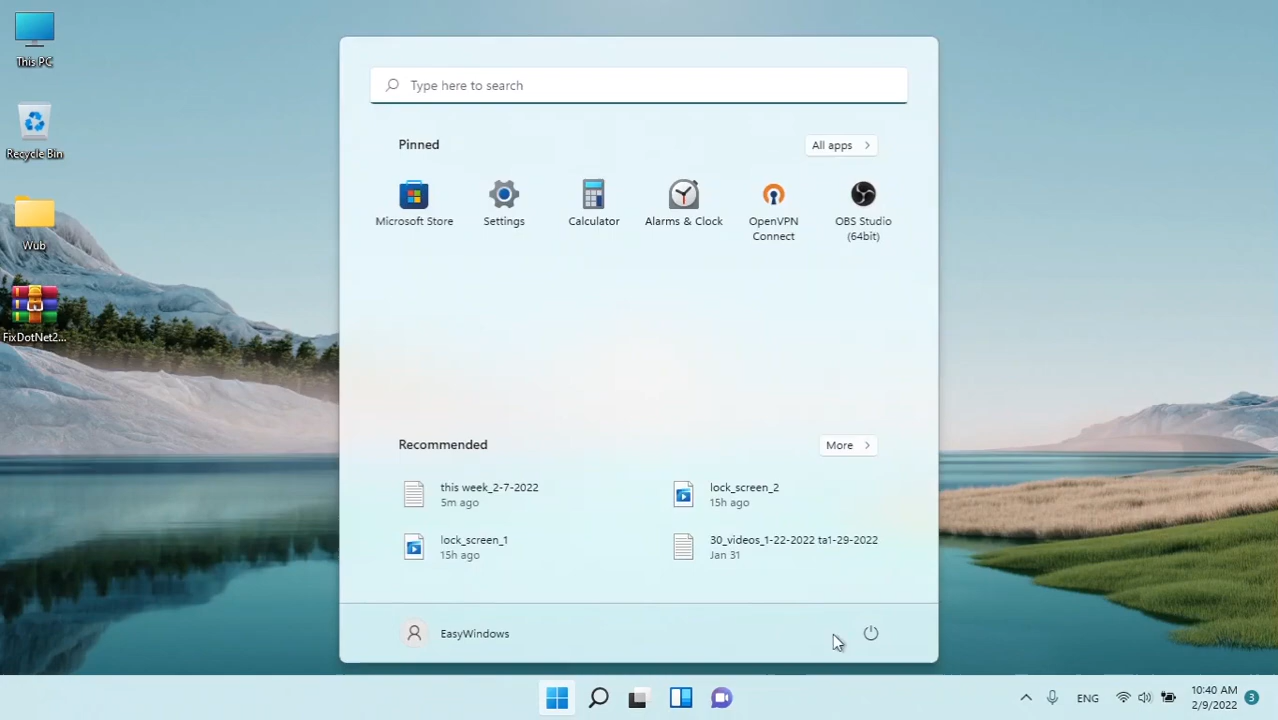 This PC
Recycle Bin
Wub
FixDotNet2...
Type here to search
Pinned
All apps
Microsoft Store
Settings
Calculator
Alarms & Clock
OpenVPN
Connect
OBS Studio
(64bit)
Recommended
More
this week_2-7-2022
5m ago
lock_screen_2
15h ago
lock_screen_1
15h ago
30_videos_1-22-2022 ta1-29-2022
Jan 31
EasyWindows
ENG
10:40 AM
2/9/2022
3